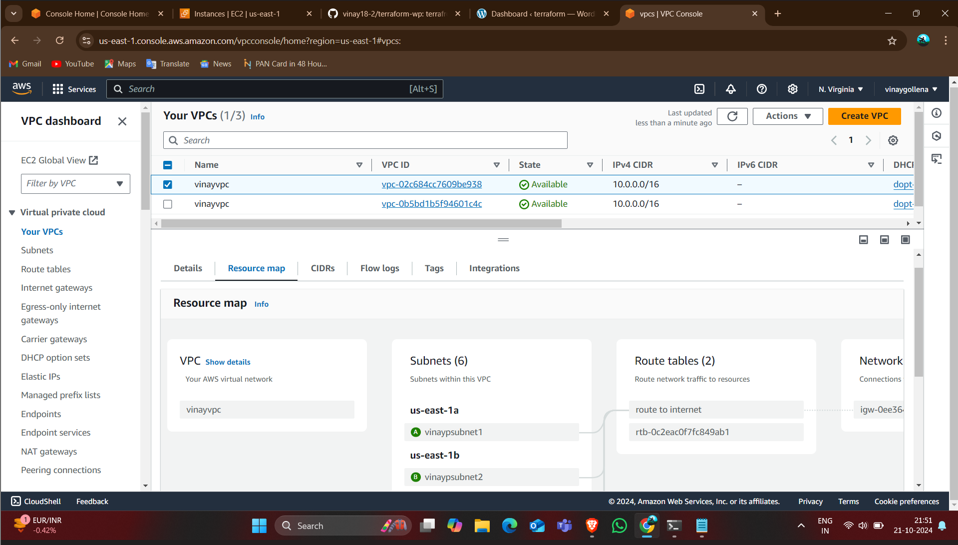 Console Home | Console Home
Instances | EC2 | us-east-1
vinay18-2/terraform-wp: terraf
Dashboard ‹ terraform — Word
vpcs | VPC Console
us-east-1.console.aws.amazon.com/vpcconsole/home?region=us-east-1#vpcs:
Gmail
YouTube
Maps
Translate
News
PAN Card in 48 Hou...
aws
Services
Search
[Alt+S]
N. Virginia
vinaygollena
VPC dashboard
EC2 Global View
Filter by VPC
Virtual private cloud
Your VPCs
Subnets
Route tables
Internet gateways
Egress-only internet
gateways
Carrier gateways
DHCP option sets
Elastic IPs
Managed prefix lists
Endpoints
Endpoint services
NAT gateways
Peering connections
Your VPCs (1/3) Info
Last updated
less than a minute ago
Actions
Create VPC
Search
1
Name
VPC ID
State
IPv4 CIDR
IPv6 CIDR
DHCI
vinayvpc
vpc-02c684cc7609be938
Available
10.0.0.0/16
–
dopt-
vinayvpc
vpc-0b5bd1b5f94601c4c
Available
10.0.0.0/16
–
dopt-
Details
Resource map
CIDRs
Flow logs
Tags
Integrations
Resource map Info
VPC Show details
Your AWS virtual network
vinayvpc
Subnets (6)
Subnets within this VPC
us-east-1a
A vinaypsubnet1
us-east-1b
B vinaypsubnet2
Route tables (2)
Route network traffic to resources
route to internet
rtb-0c2eac0f7fc849ab1
Network
Connections
igw-0ee364
CloudShell
Feedback
© 2024, Amazon Web Services, Inc. or its affiliates.
Privacy
Terms
Cookie preferences
1
EUR/INR
-0.42%
Search
ENG
IN
21:51
21-10-2024